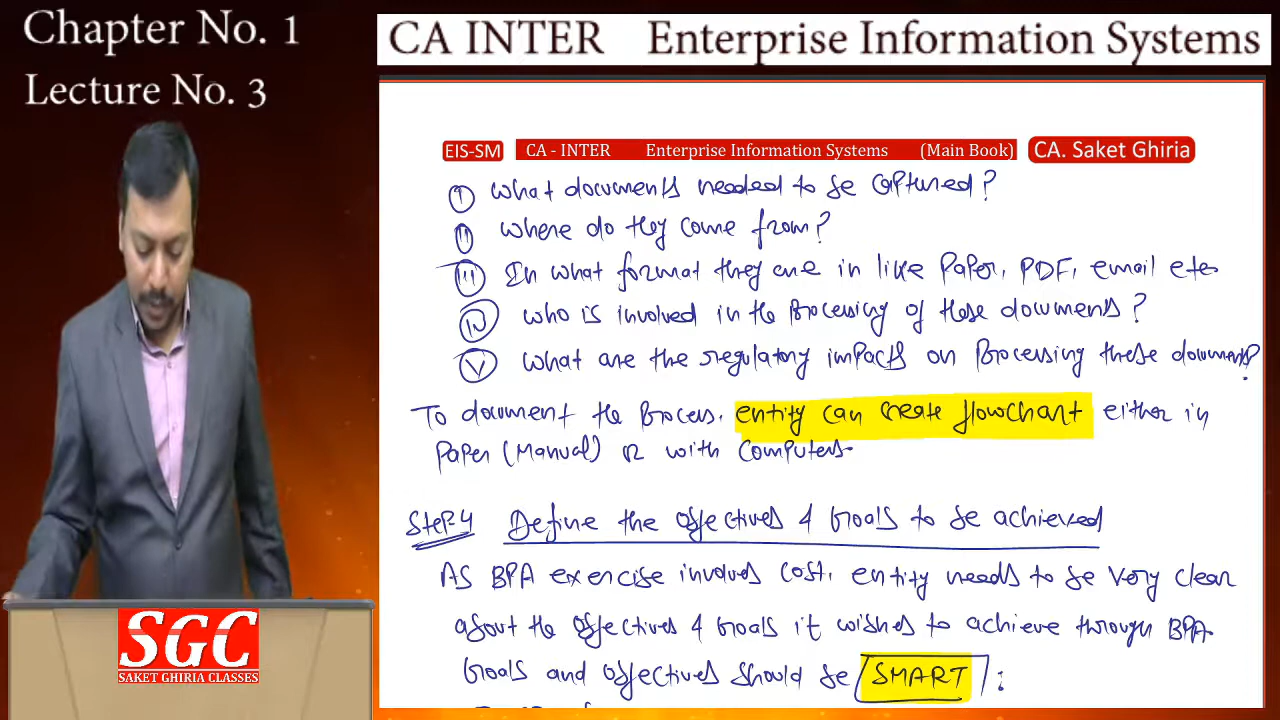 Chapter No. 1
Lecture No. 3
CA INTER Enterprise Information Systems
EIS-SM CA - INTER Enterprise Information Systems (Main Book) CA. Saket Ghiria
i What documents needed to be captured?
ii where do they come from?
iii In what format they are in like Paper, PDF, email etc
iv who is involved in the Processing of these documents?
v What are the regulatory impacts on Processing these document?
To document the Process, entity can create flowchart either in
Paper (Manual) or with Computers.
Step-4 Define the objectives & Goals to be achieved
As BPA exercise involves cost, entity needs to be very clear
about the objectives & Goals it wishes to achieve through BPA
Goals and objectives should be SMART :
SGC
SAKET GHIRIA CLASSES